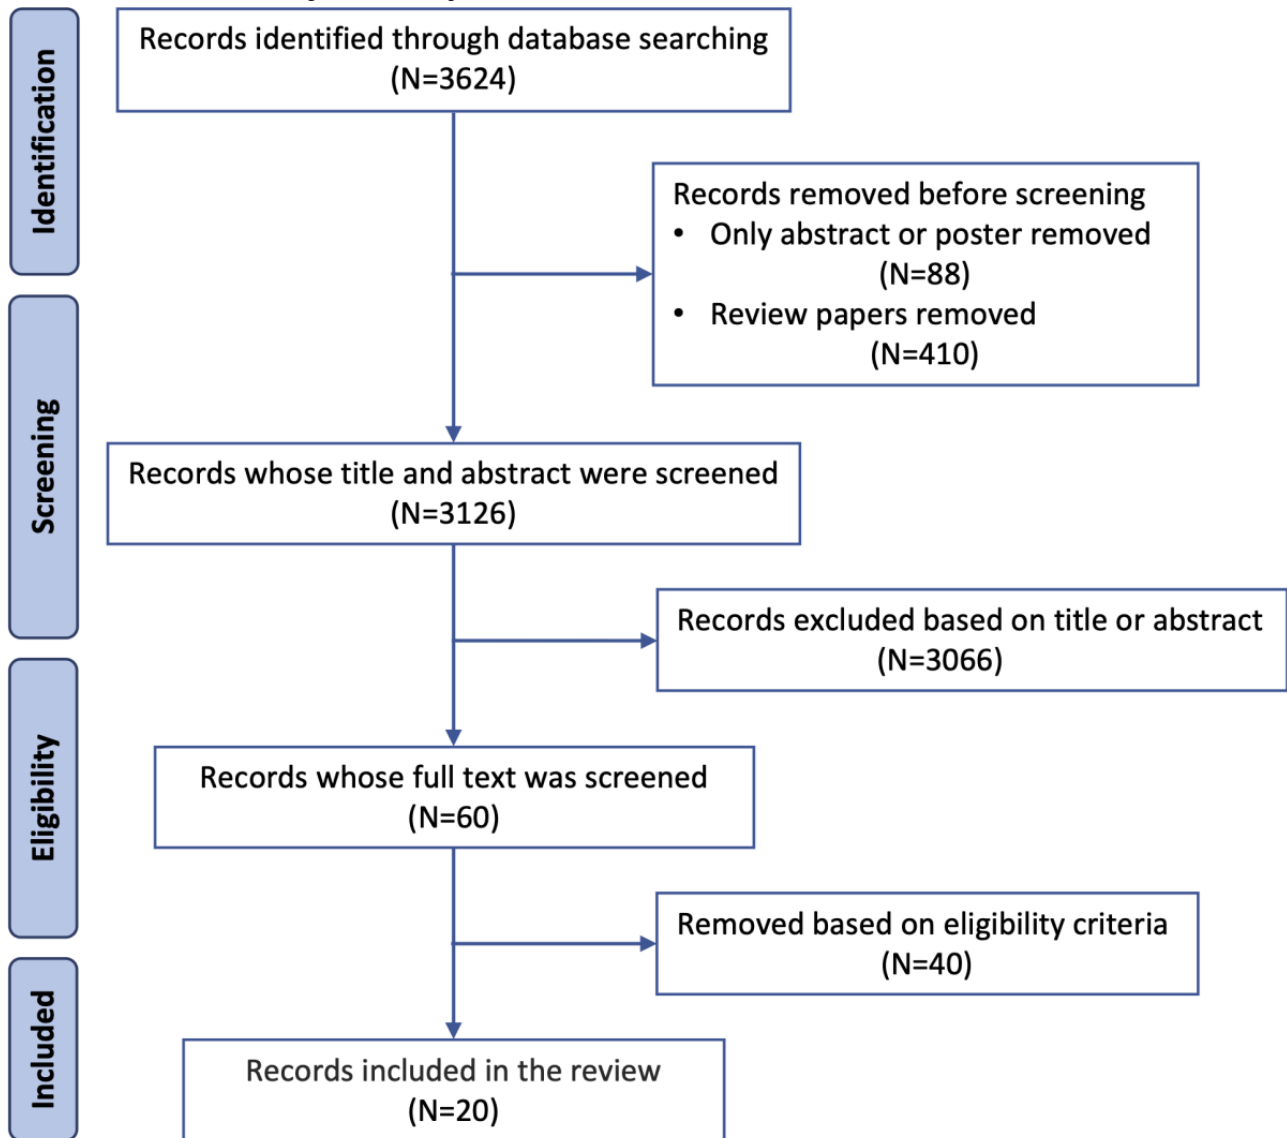 Identification
Records identified through database searching
(N=3624)
Records removed before screening
• Only abstract or poster removed
(N=88)
• Review papers removed
(N=410)
Screening
Records whose title and abstract were screened
(N=3126)
Records excluded based on title or abstract
(N=3066)
Eligibility
Records whose full text was screened
(N=60)
Removed based on eligibility criteria
(N=40)
Included
Records included in the review
(N=20)